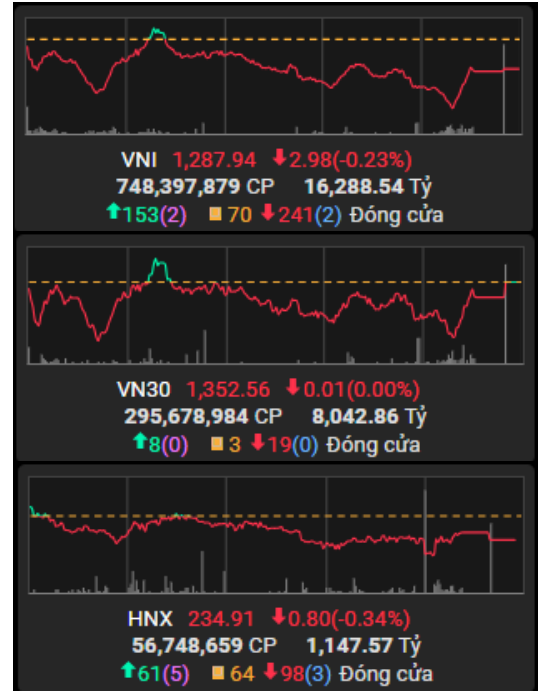 VNI 1,287.94 2.98(-0.23%)
748,397,879 CP 16,288.54 Tỷ
153(2) 70 241(2) Đóng cửa
VN30 1,352.56 0.01(0.00%)
295,678,984 CP 8,042.86 Tỷ
8(0) 3 19(0) Đóng cửa
HNX 234.91 0.80(-0.34%)
56,748,659 CP 1,147.57 Tỷ
61(5) 64 98(3) Đóng cửa